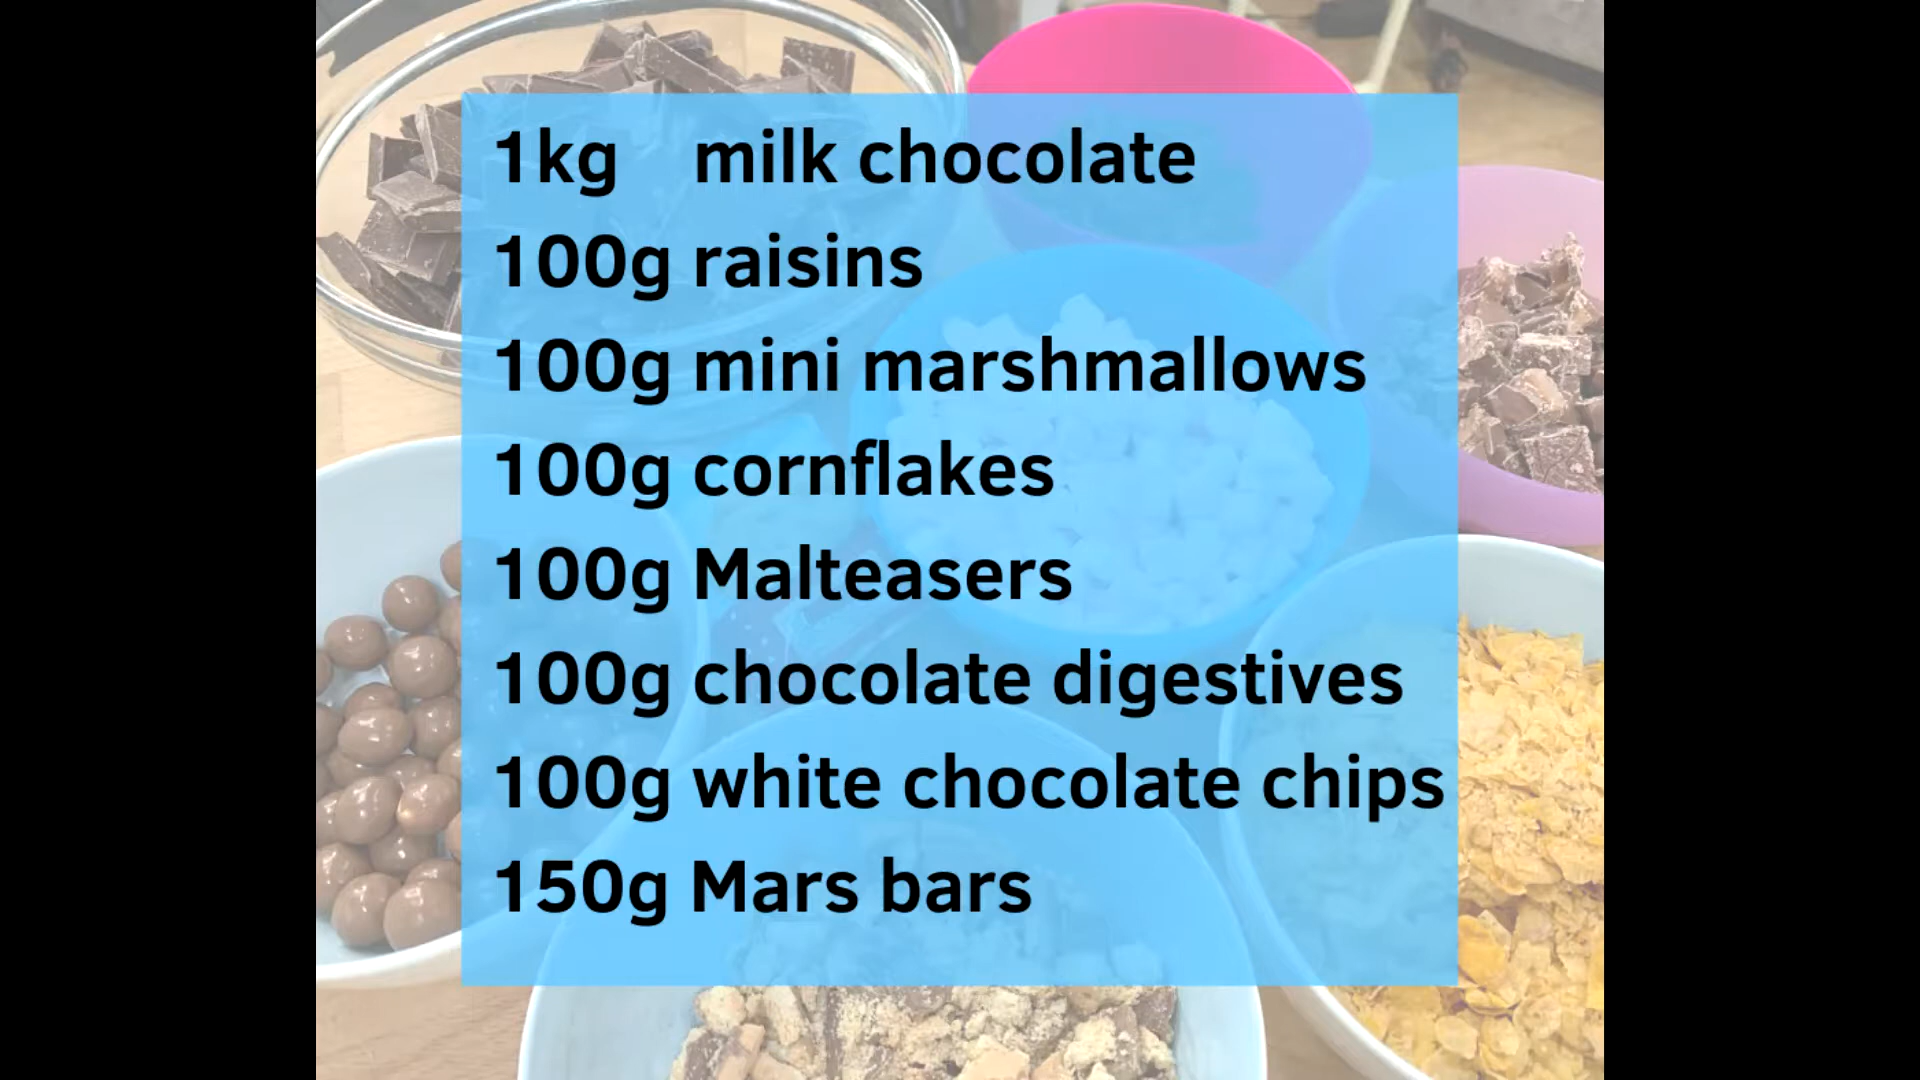 1kg milk chocolate
100g raisins
100g mini marshmallows
100g cornflakes
100g Malteasers
100g chocolate digestives
100g white chocolate chips
150g Mars bars